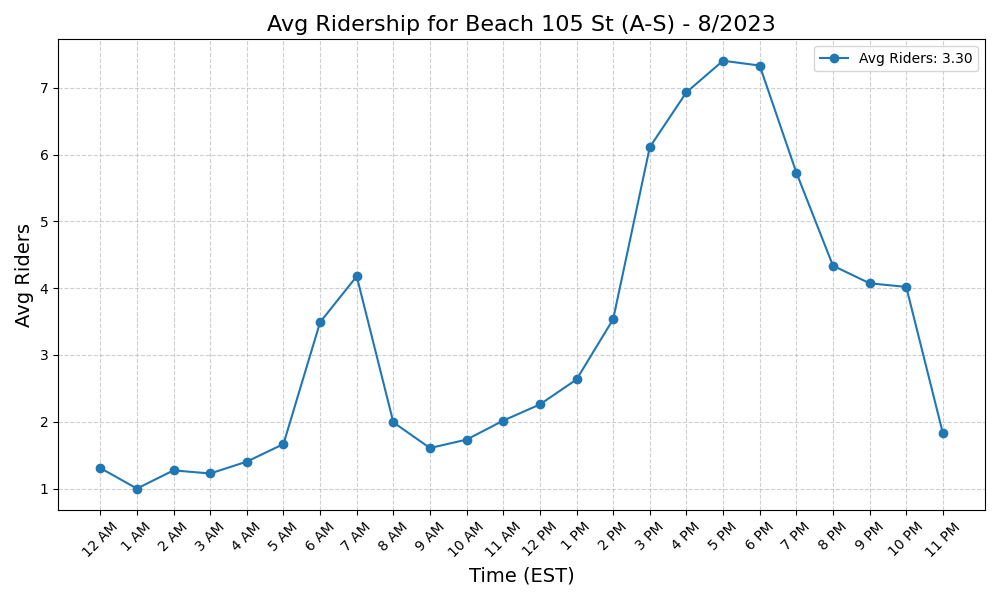 Avg Ridership for Beach 105 St (A-S) - 8/2023
Avg Riders: 3.30
Avg Riders
7
6
5
4
3
2
1
12 AM
1 AM
2 AM
3 AM
4 AM
5 AM
6 AM
7 AM
8 AM
9 AM
10 AM
11 AM
12 PM
1 PM
2 PM
3 PM
4 PM
5 PM
6 PM
7 PM
8 PM
9 PM
10 PM
11 PM
Time (EST)